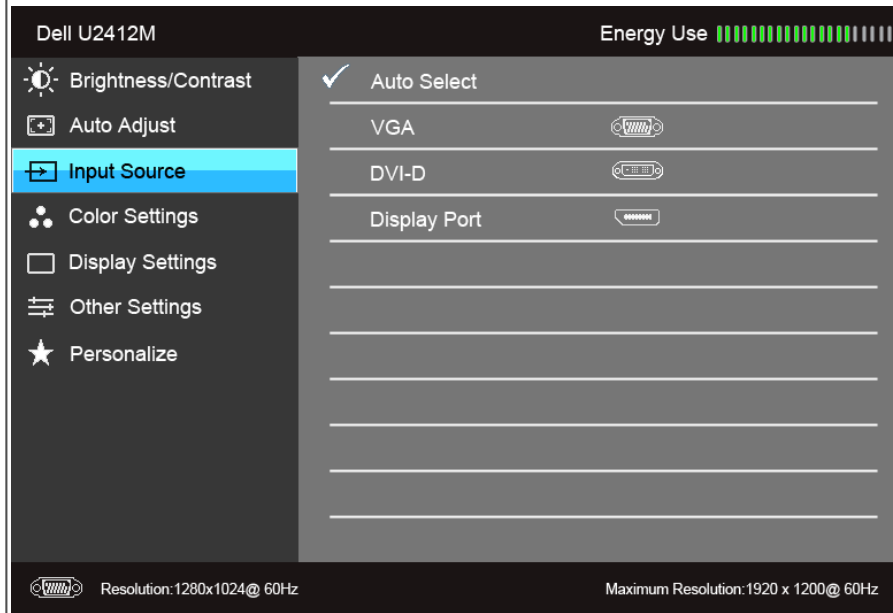 Dell U2412M
Energy Use
Brightness/Contrast
Auto Adjust
Input Source
Color Settings
Display Settings
Other Settings
Personalize
Auto Select
VGA
DVI-D
Display Port
Resolution:1280x1024@ 60Hz
Maximum Resolution:1920 x 1200@ 60Hz